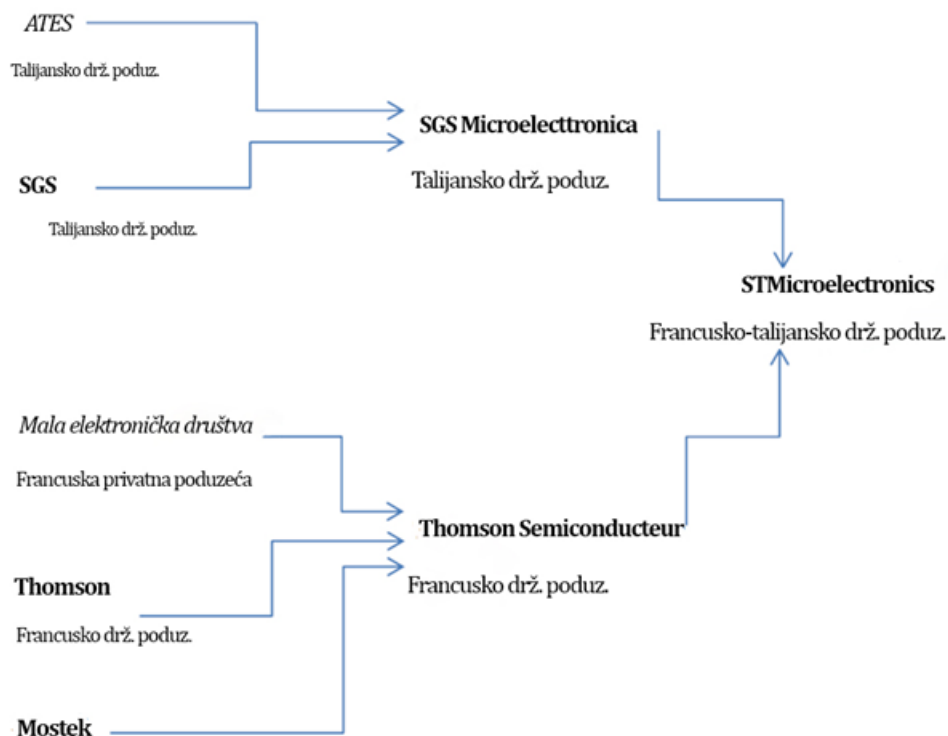 ATES
Talijansko drž. poduz.
SGS
Talijansko drž. poduz.
SGS Microelecttronica
Talijansko drž. poduz.
STMicroelectronics
Francusko-talijansko drž. poduz.
Mala elektronička društva
Francuska privatna poduzeća
Thomson
Francusko drž. poduz.
Mostek
Thomson Semiconducteur
Francusko drž. poduz.